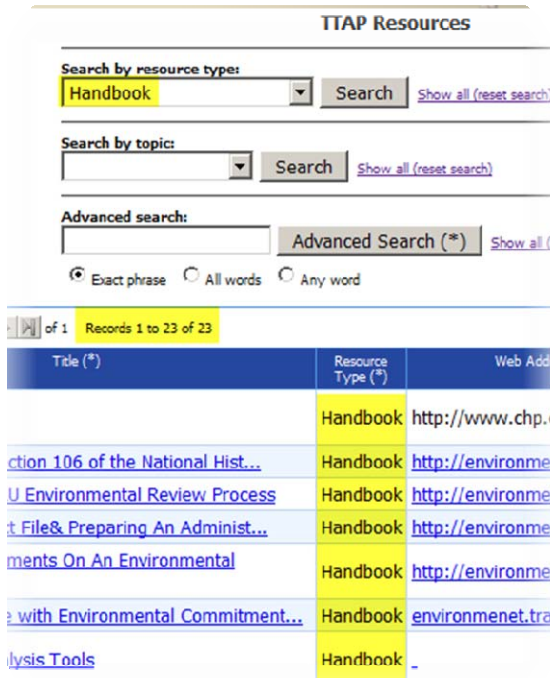 TTAP Resources
Search by resource type:
Handbook Search Show all (reset search)
Search by topic:
Search Show all (reset search)
Advanced search:
Advanced Search (*) Show all (
Exact phrase All words Any word
of 1 Records 1 to 23 of 23
Title (*) Resource Type (*) Web Add
Handbook http://www.chp.
ction 106 of the National Hist... Handbook http://environme
U Environmental Review Process Handbook http://environme
t File& Preparing An Administ... Handbook http://environme
ments On An Environmental Handbook http://environme
e with Environmental Commitment... Handbook environmenet.tra
lysis Tools Handbook